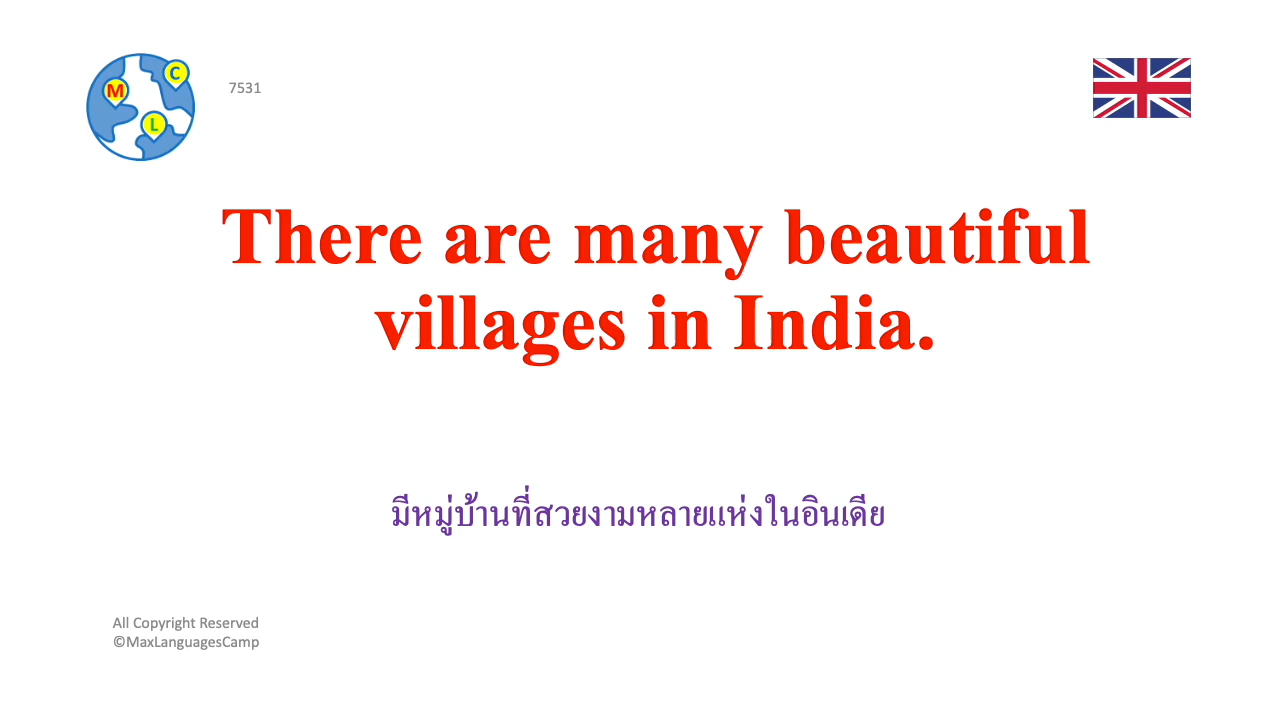 M
C
L
7531
There are many beautiful
villages in India.
มีหมู่บ้านที่สวยงามหลายแห่งในอินเดีย
All Copyright Reserved
©MaxLanguagesCamp